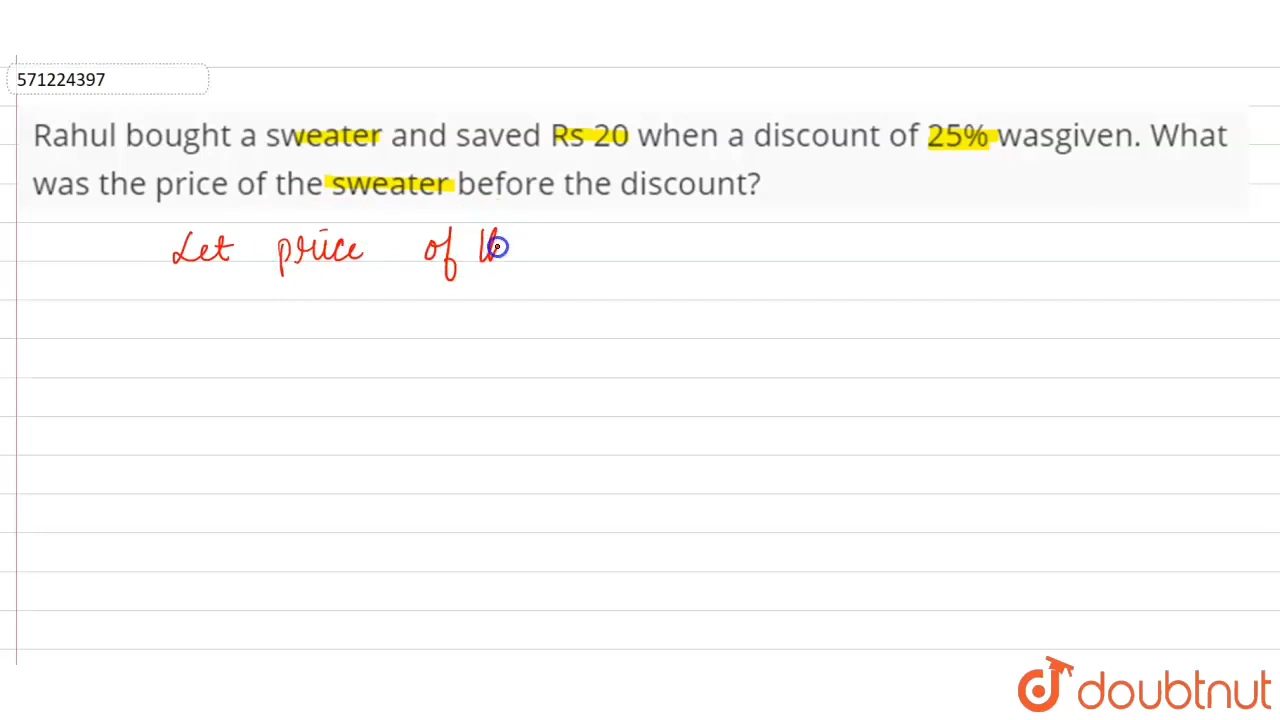 571224397
Rahul bought a sweater and saved Rs 20 when a discount of 25% wasgiven. What
was the price of the sweater before the discount?
Let price of
doubtnut